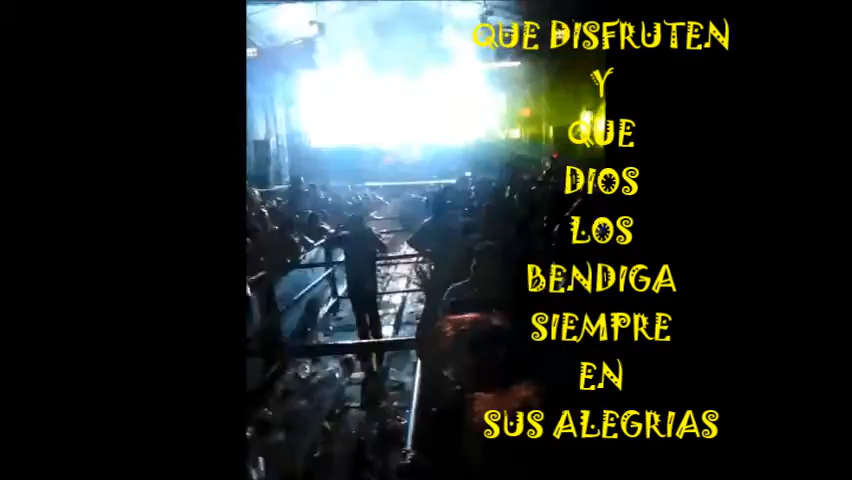 QUE DISFRUTEN
Y
QUE
DIOS
LOS
BENDIGA
SIEMPRE
EN
SUS ALEGRIAS